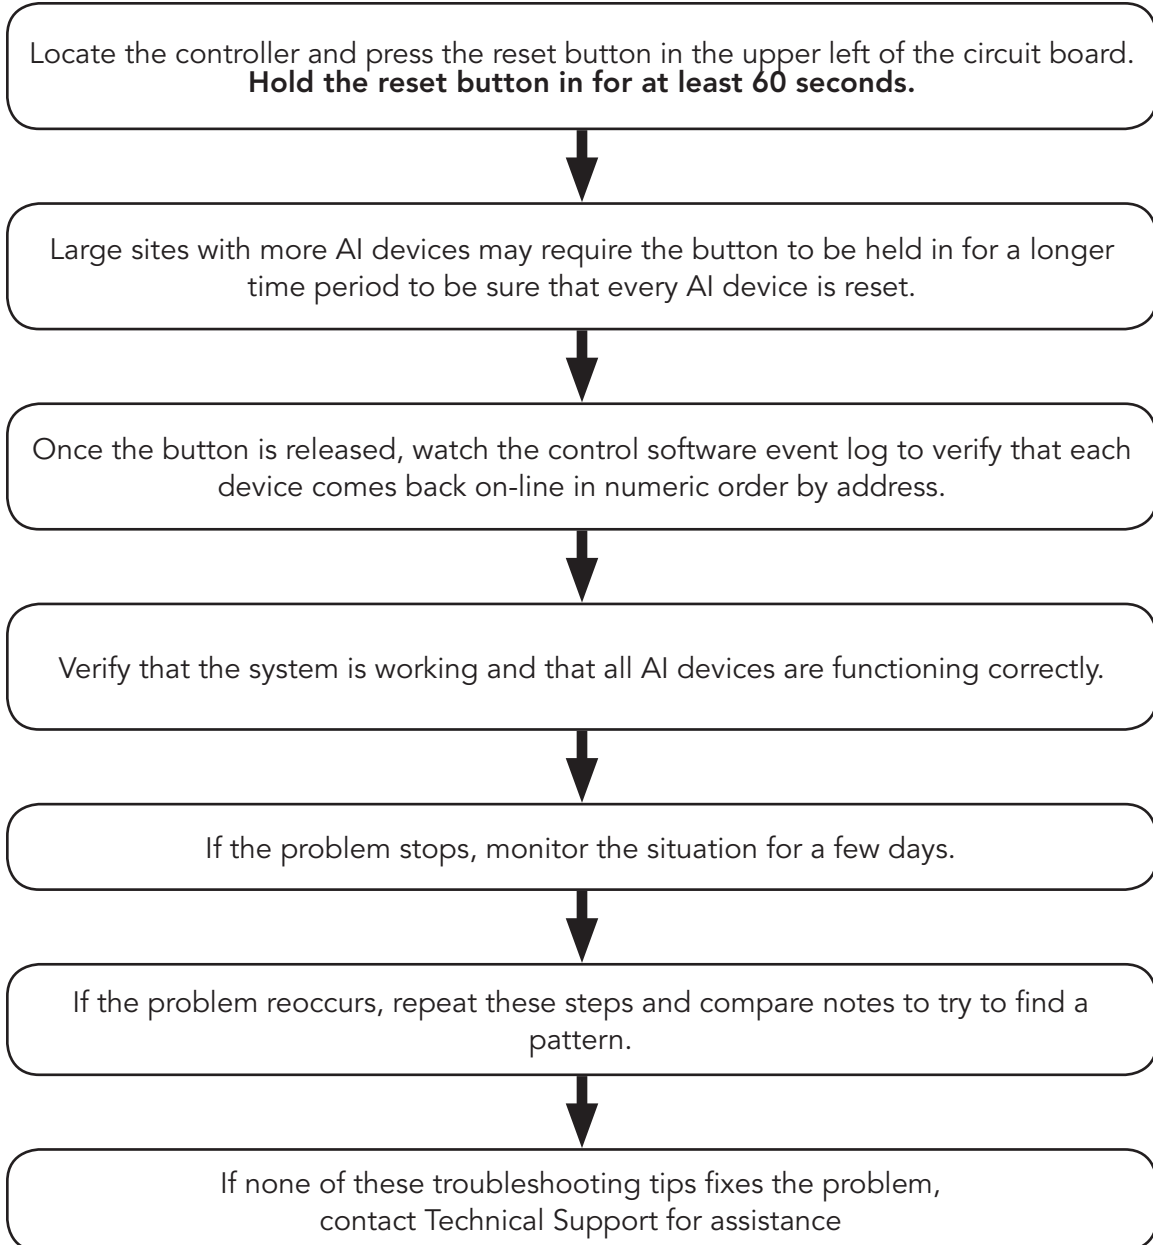 Locate the controller and press the reset button in the upper left of the circuit board.
Hold the reset button in for at least 60 seconds.
Large sites with more AI devices may require the button to be held in for a longer
time period to be sure that every AI device is reset.
Once the button is released, watch the control software event log to verify that each
device comes back on-line in numeric order by address.
Verify that the system is working and that all AI devices are functioning correctly.
If the problem stops, monitor the situation for a few days.
If the problem reoccurs, repeat these steps and compare notes to try to find a
pattern.
If none of these troubleshooting tips fixes the problem,
contact Technical Support for assistance